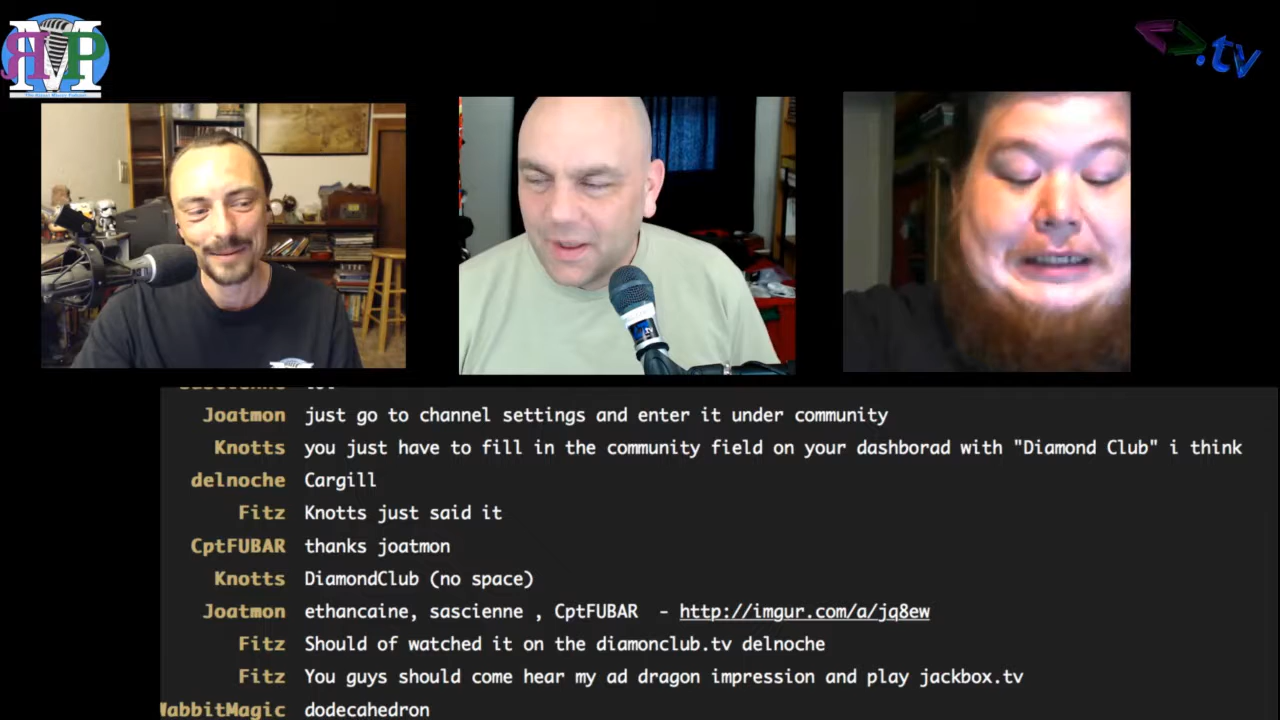 RMP
.tv
Joatmon just go to channel settings and enter it under community
Knotts you just have to fill in the community field on your dashborad with "Diamond Club" i think
delnoche Cargill
Fitz Knotts just said it
CptFUBAR thanks joatmon
Knotts DiamondClub (no space)
Joatmon ethancaine, sascienne , CptFUBAR - http://imgur.com/a/jq8ew
Fitz Should of watched it on the diamonclub.tv delnoche
Fitz You guys should come hear my ad dragon impression and play jackbox.tv
WabbitMagic dodecahedron